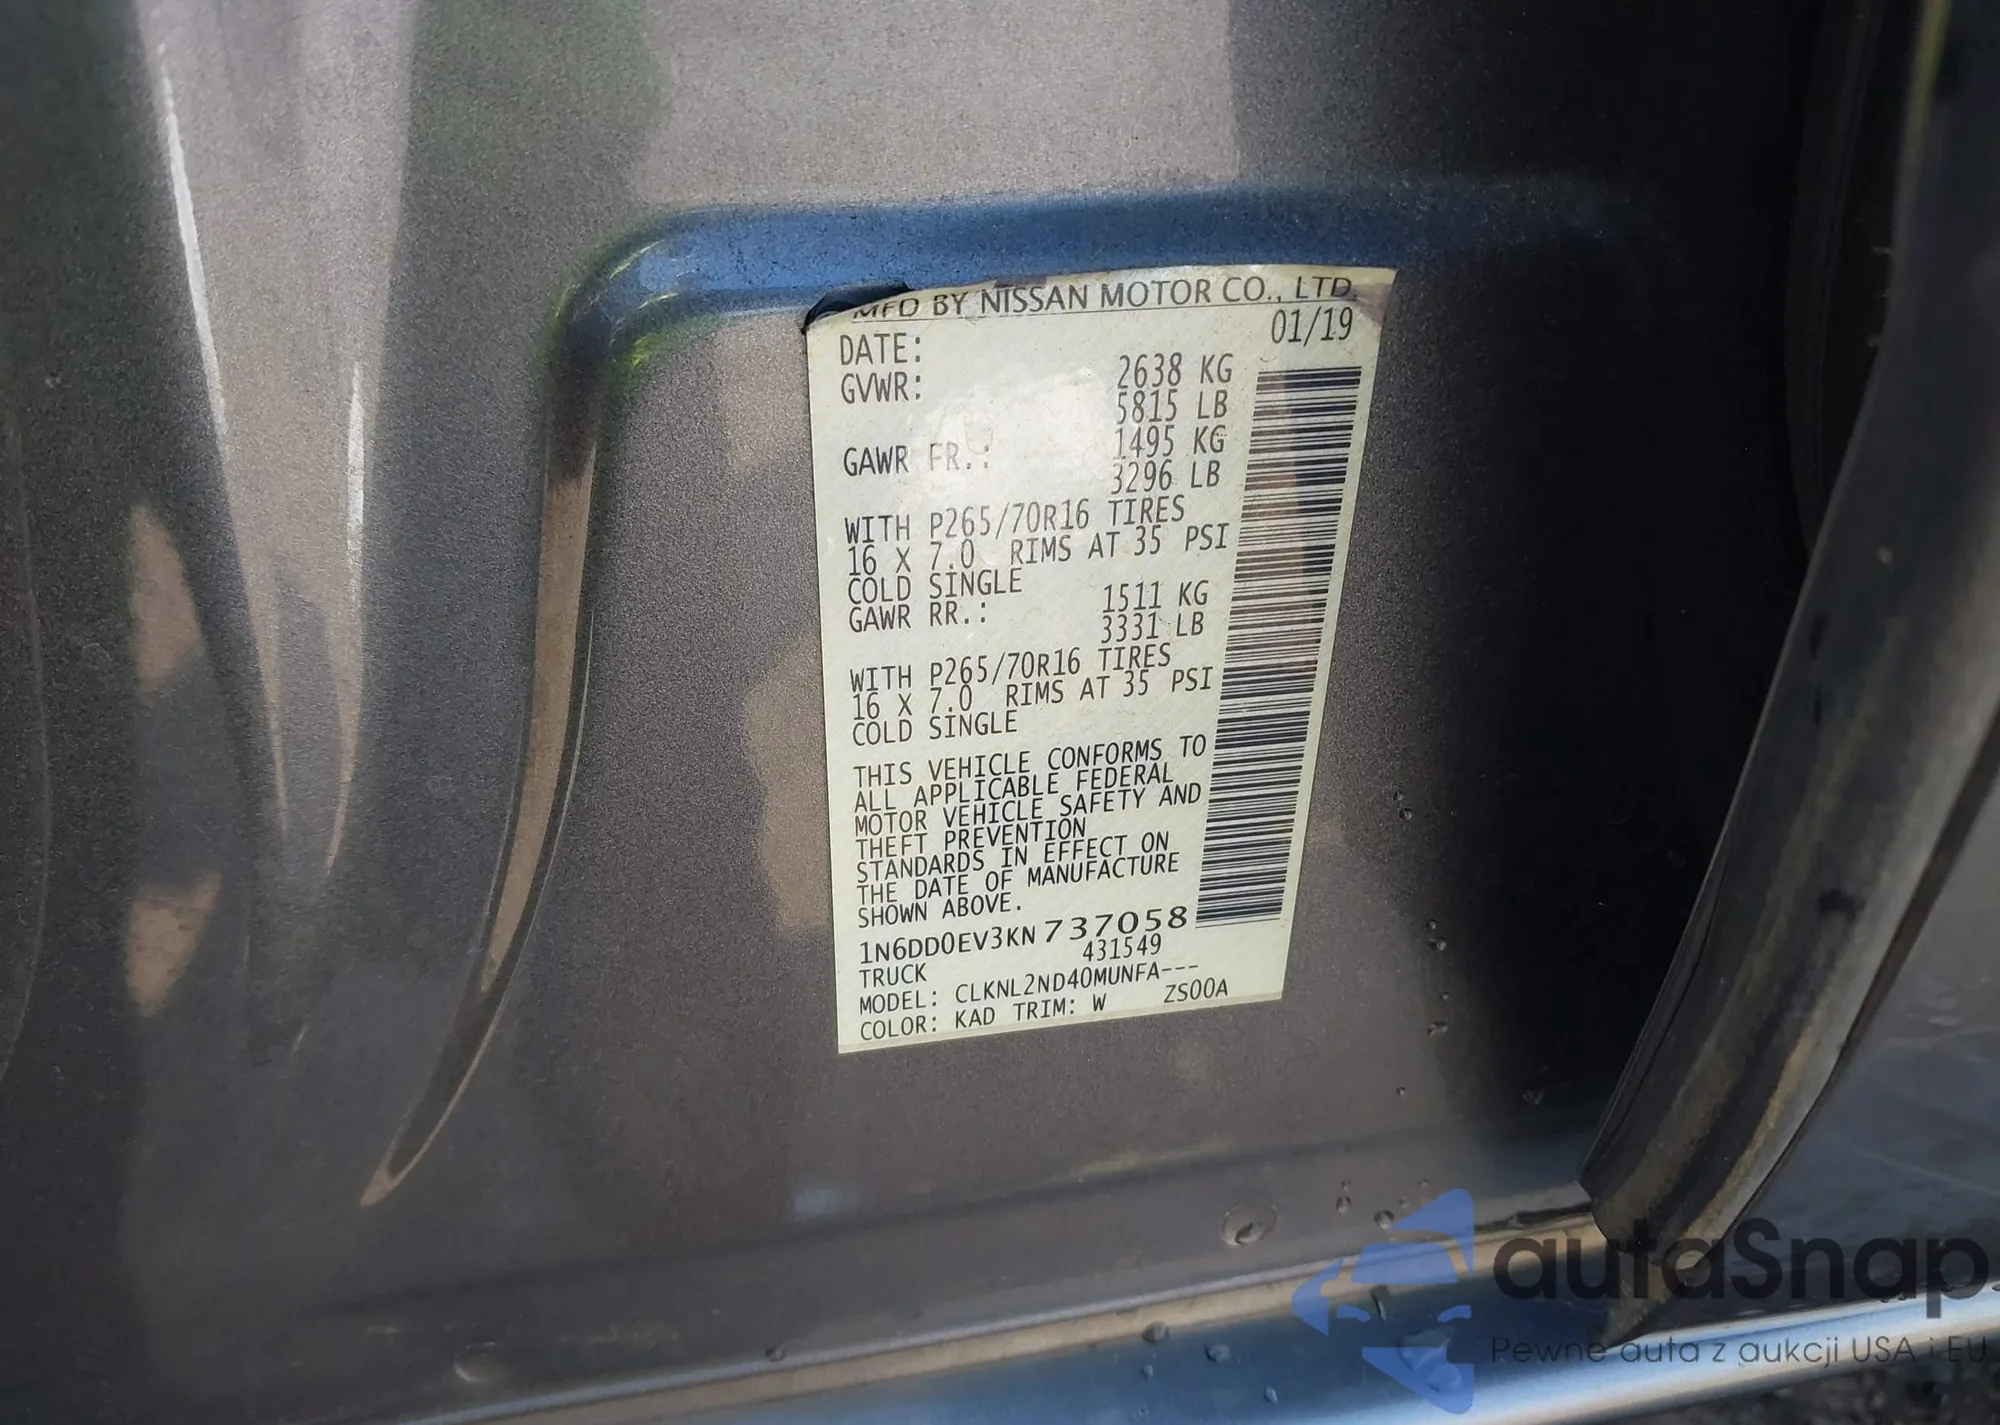 MFD BY NISSAN MOTOR CO., LTD.
DATE: 01/19
GVWR: 2638 KG
5815 LB
GAWR FR.: 1495 KG
3296 LB
WITH P265/70R16 TIRES
16 X 7.0 RIMS AT 35 PSI
COLD SINGLE
GAWR RR.: 1511 KG
3331 LB
WITH P265/70R16 TIRES
16 X 7.0 RIMS AT 35 PSI
COLD SINGLE
THIS VEHICLE CONFORMS TO
ALL APPLICABLE FEDERAL
MOTOR VEHICLE SAFETY AND
THEFT PREVENTION
STANDARDS IN EFFECT ON
THE DATE OF MANUFACTURE
SHOWN ABOVE.
1N6DD0EV3KN737058
TRUCK 431549
MODEL: CLKNL2ND40MUNFA---
COLOR: KAD TRIM: W ZS00A
autaSnap
Pewne auta z aukcji USA i EU